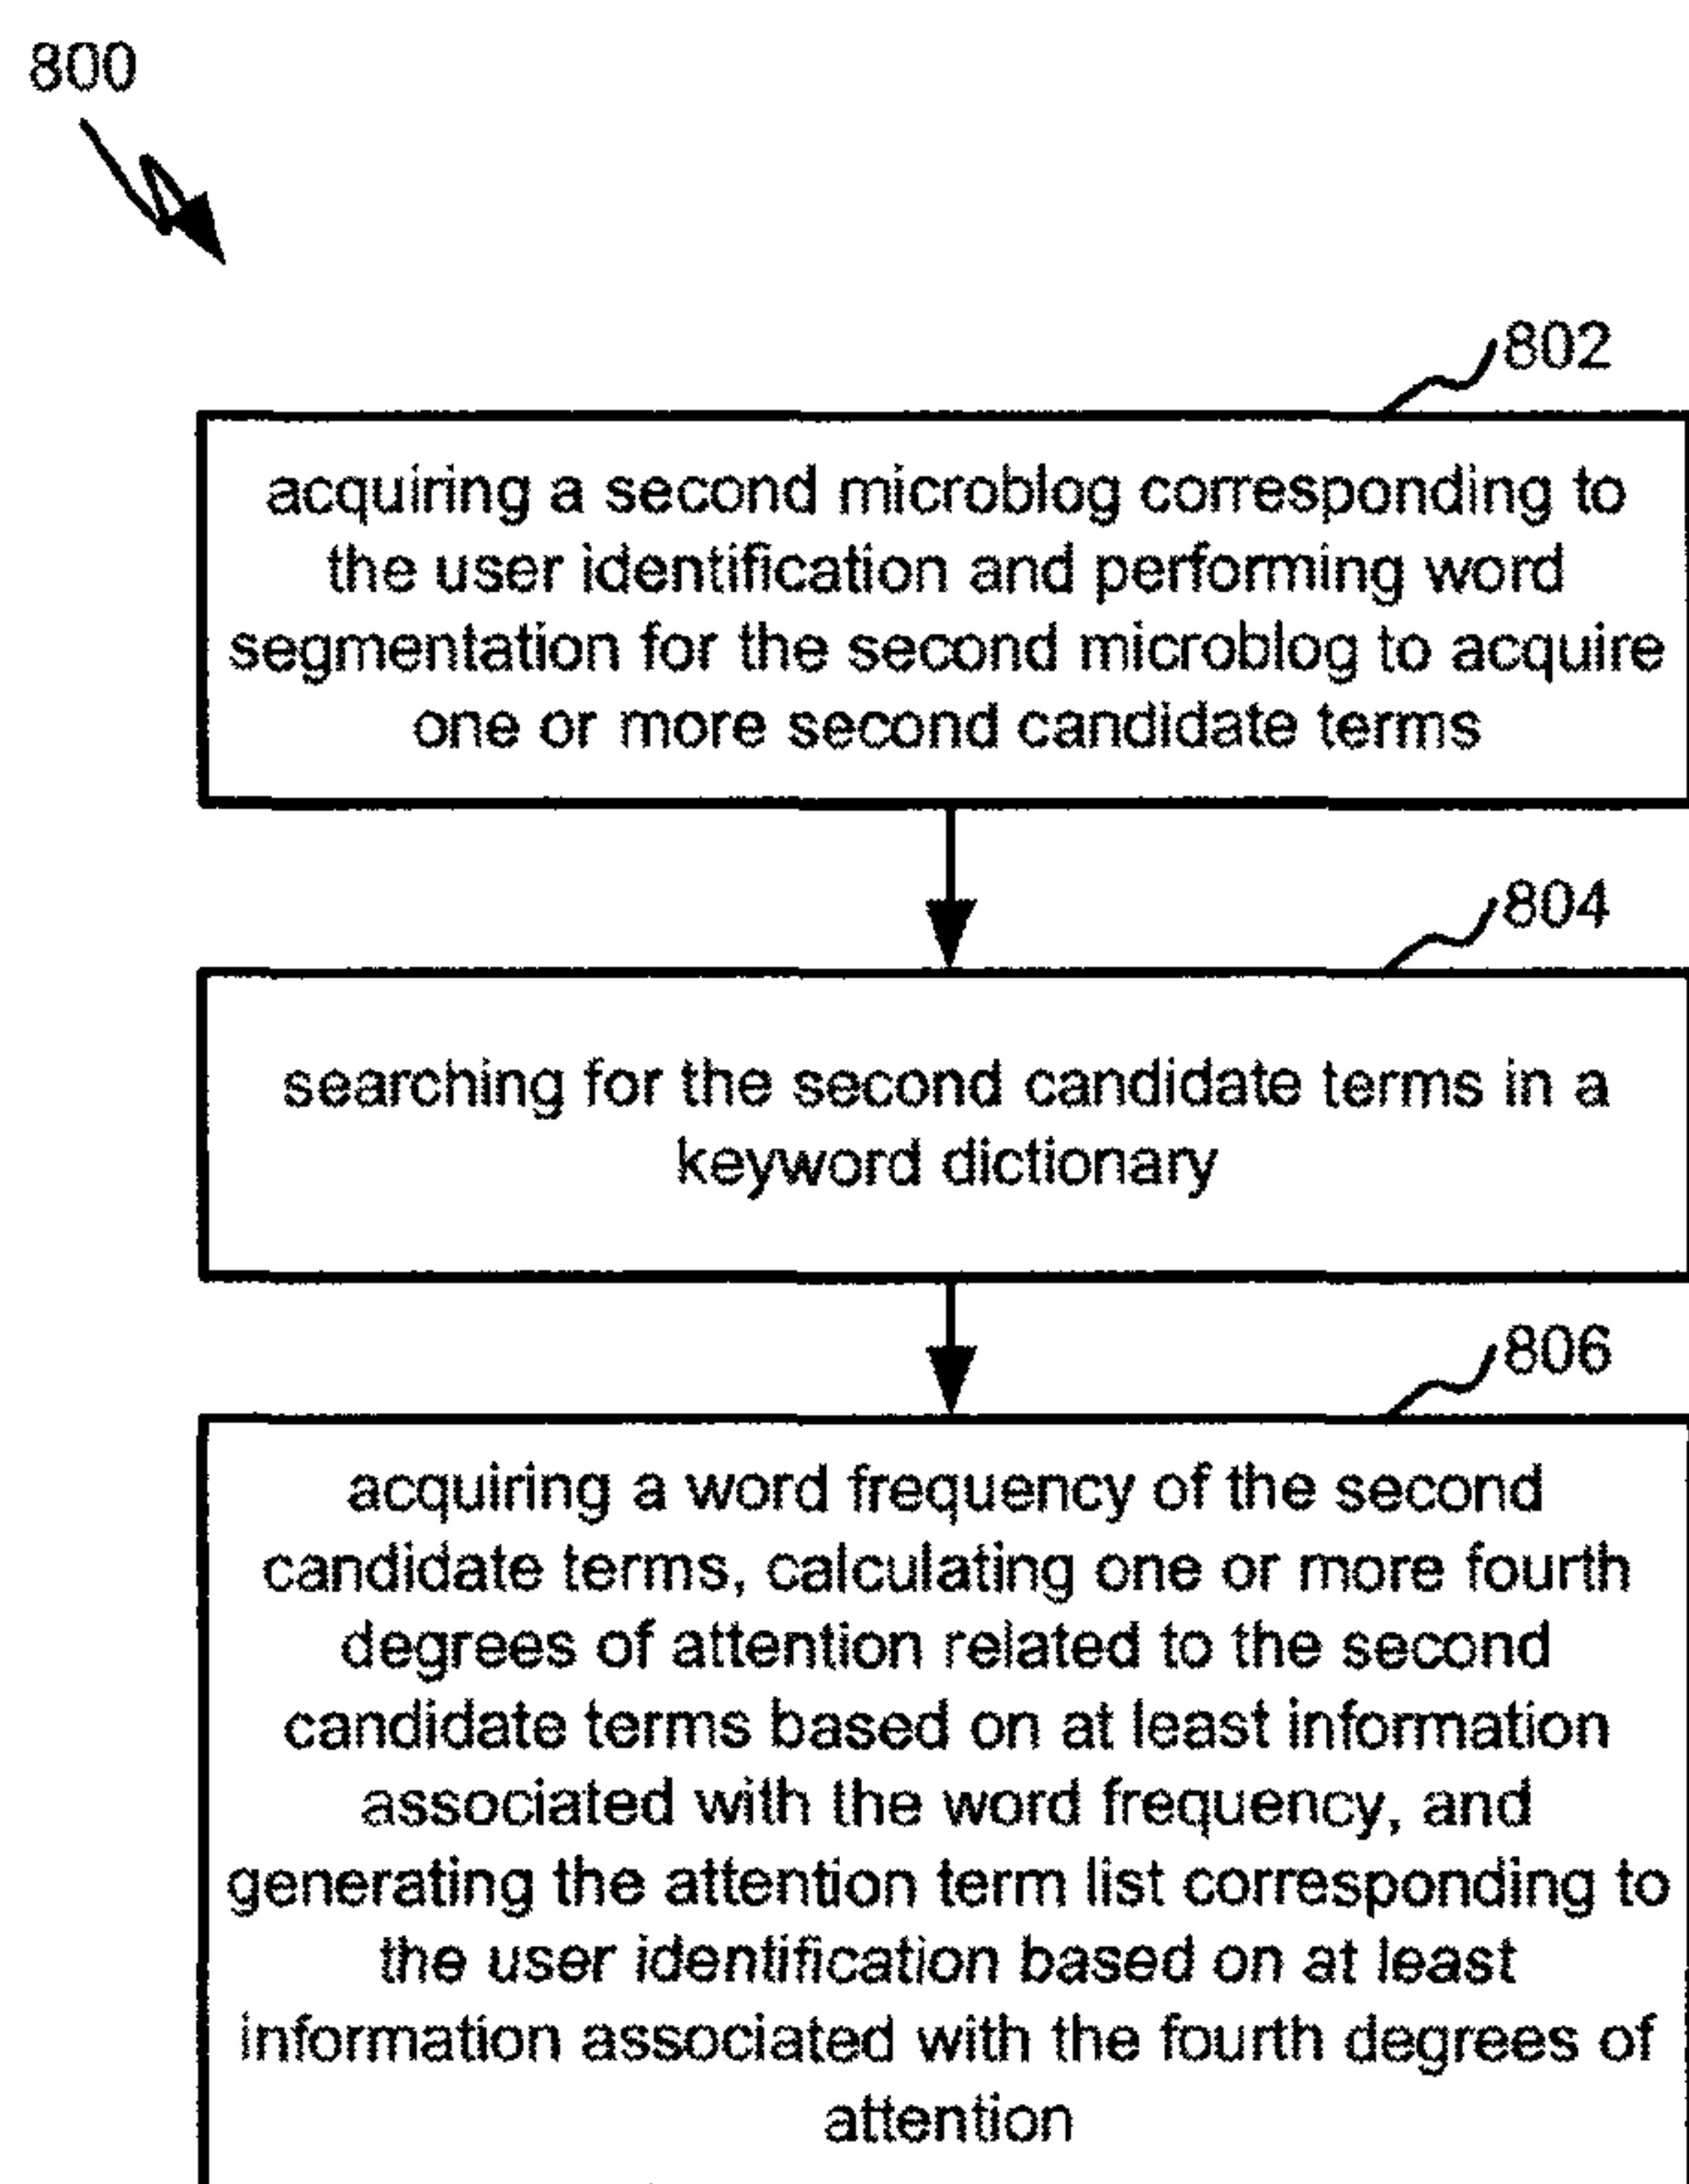 800
802
acquiring a second microblog corresponding to
the user identification and performing word
segmentation for the second microblog to acquire
one or more second candidate terms
804
searching for the second candidate terms in a
keyword dictionary
806
acquiring a word frequency of the second
candidate terms, calculating one or more fourth
degrees of attention related to the second
candidate terms based on at least information
associated with the word frequency, and
generating the attention term list corresponding to
the user identification based on at least
information associated with the fourth degrees of
attention